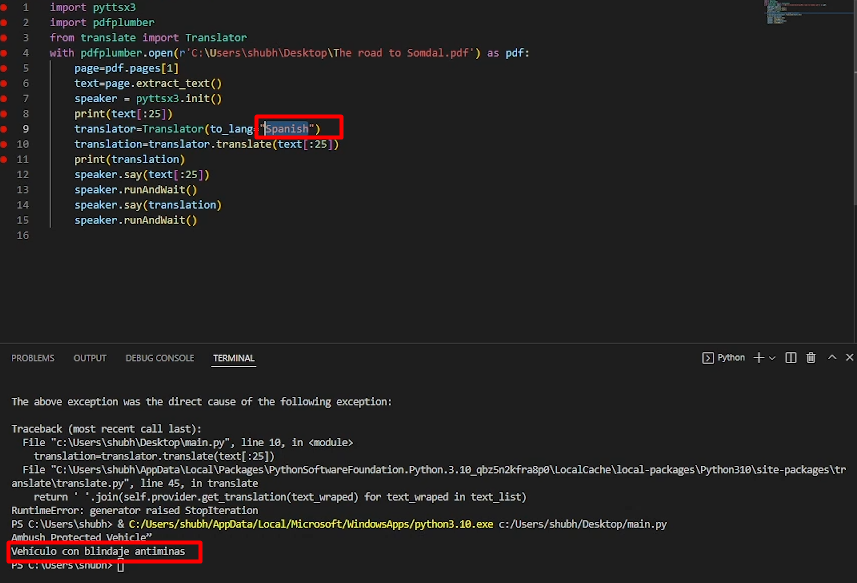 1 import pyttsx3
2 import pdfplumber
3 from translate import Translator
4 with pdfplumber.open(r'C:\Users\shubh\Desktop\The road to Somdal.pdf') as pdf:
5 page=pdf.pages[1]
6 text=page.extract_text()
7 speaker = pyttsx3.init()
8 print(text[:25])
9 translator=Translator(to_lang="Spanish")
10 translation=translator.translate(text[:25])
11 print(translation)
12 speaker.say(text[:25])
13 speaker.runAndWait()
14 speaker.say(translation)
15 speaker.runAndWait()
16
PROBLEMS OUTPUT DEBUG CONSOLE TERMINAL Python
The above exception was the direct cause of the following exception:
Traceback (most recent call last):
File "c:\Users\shubh\Desktop\main.py", line 10, in <module>
translation=translator.translate(text[:25])
File "C:\Users\shubh\AppData\Local\Packages\PythonSoftwareFoundation.Python.3.10_qbz5n2kfra8p0\LocalCache\local-packages\Python310\site-packages\tr
anslate\translate.py", line 45, in translate
return ' '.join(self.provider.get_translation(text_wraped) for text_wraped in text_list)
RuntimeError: generator raised StopIteration
PS C:\Users\shubh> & C:/Users/shubh/AppData/Local/Microsoft/WindowsApps/python3.10.exe c:/Users/shubh/Desktop/main.py
Ambush Protected Vehicle”
Vehículo con blindaje antiminas
PS C:\Users\shubh>